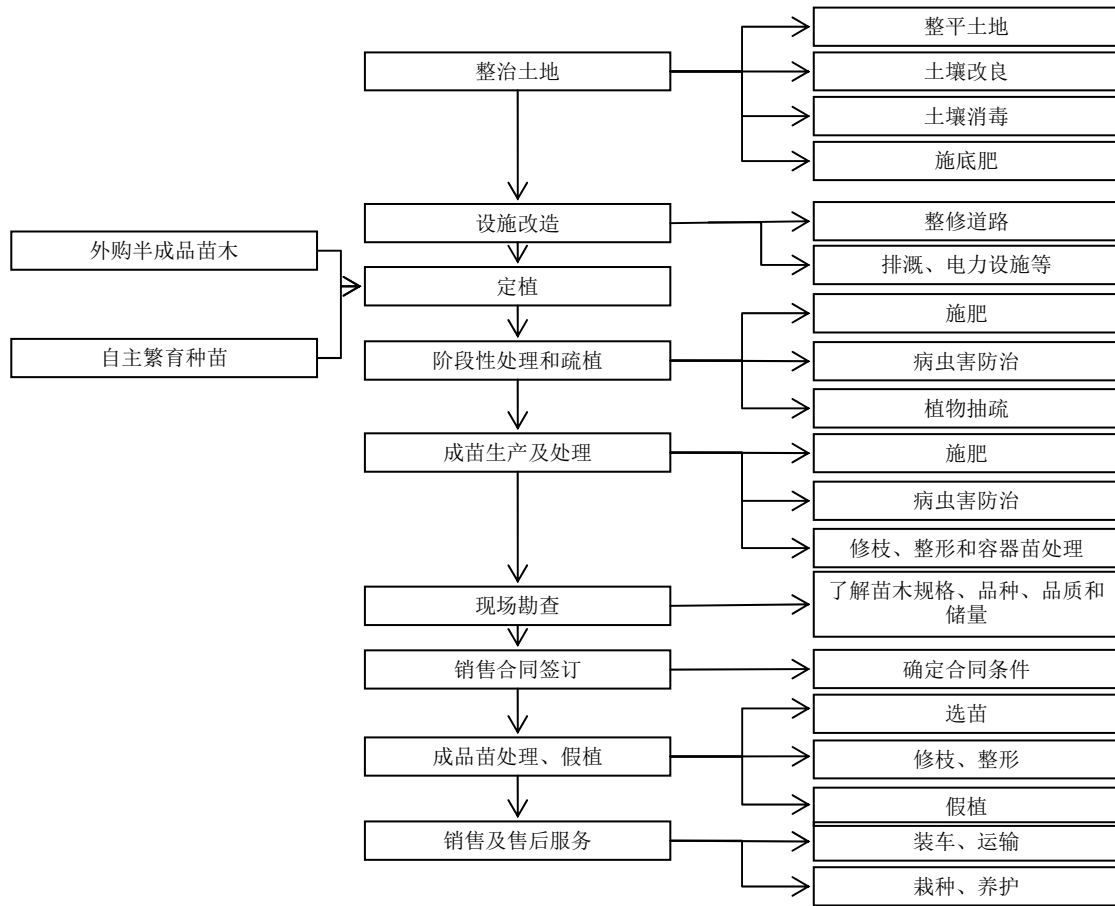 整平土地
整治土地
土壤改良
土壤消毒
施底肥
设施改造
整修道路
外购半成品苗木
排溉、电力设施等
定植
施肥
自主繁育种苗
阶段性处理和疏植
病虫害防治
植物抽疏
成苗生产及处理
施肥
病虫害防治
修枝、整形和容器苗处理
现场勘查
了解苗木规格、品种、品质和
储量
销售合同签订
确定合同条件
选苗
成品苗处理、假植
修枝、整形
假植
销售及售后服务
装车、运输
栽种、养护